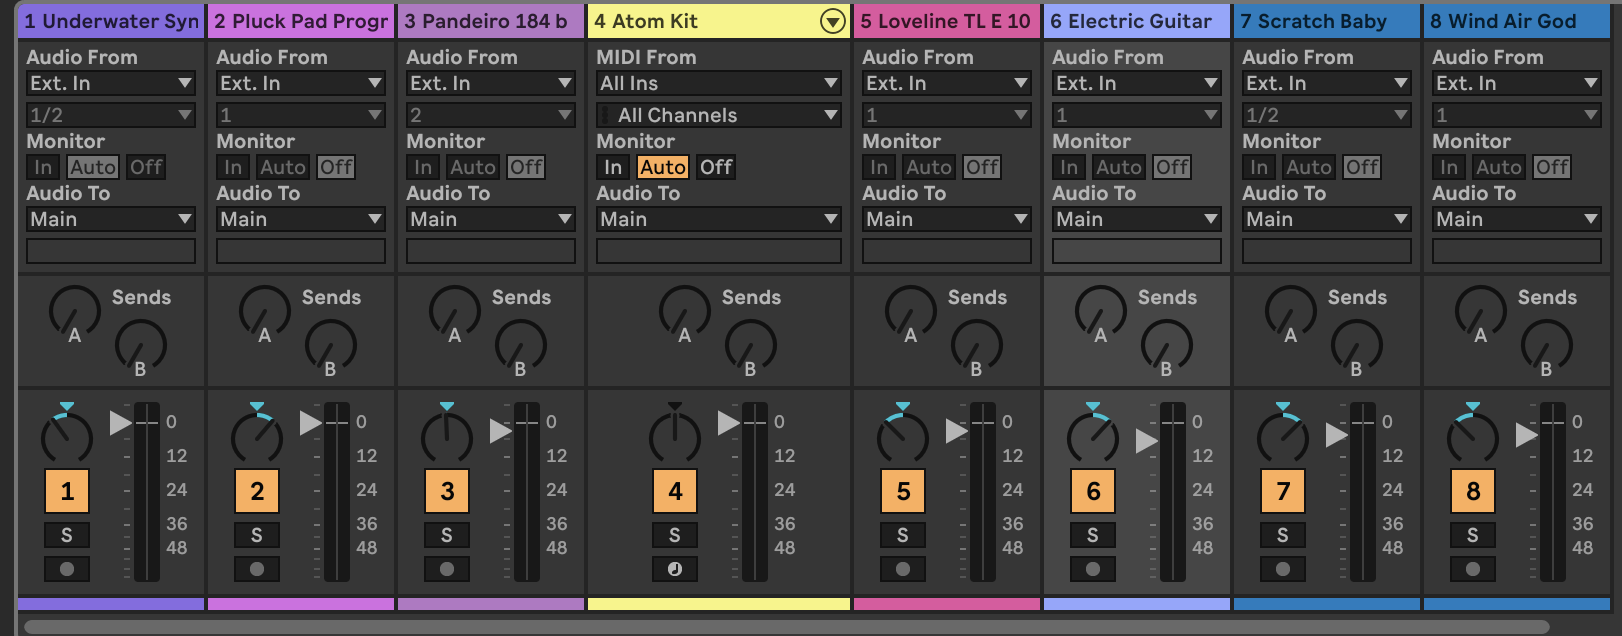 1 Underwater Syn 2 Pluck Pad Progr 3 Pandeiro 184 b 4 Atom Kit 5 Loveline TL E 10 6 Electric Guitar 7 Scratch Baby 8 Wind Air God
Audio From Audio From Audio From MIDI From Audio From Audio From Audio From Audio From
Ext. In Ext. In Ext. In All Ins Ext. In Ext. In Ext. In Ext. In
1/2 1 2 All Channels 1 1 1/2 1
Monitor Monitor Monitor Monitor Monitor Monitor Monitor Monitor
In Auto Off In Auto Off In Auto Off In Auto Off In Auto Off In Auto Off In Auto Off In Auto Off
Audio To Audio To Audio To Audio To Audio To Audio To Audio To Audio To
Main Main Main Main Main Main Main Main
Sends Sends Sends Sends Sends Sends Sends Sends
A A A A A A A A
B B B B B B B B
0 0 0 0 0 0 0 0
12 12 12 12 12 12 12 12
1 24 2 24 3 24 4 24 5 24 6 24 7 24 8 24
36 36 36 36 36 36 36 36
S S S S S S S S
48 48 48 48 48 48 48 48